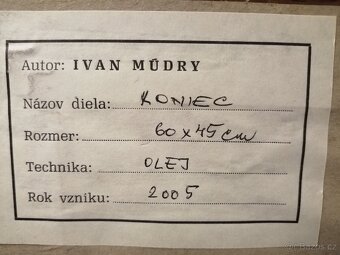 Autor: IVAN MÚDRY
Názov diela: KONIEC
Rozmer: 60 x 45 cm
Technika: OLEJ
Rok vzniku: 2005